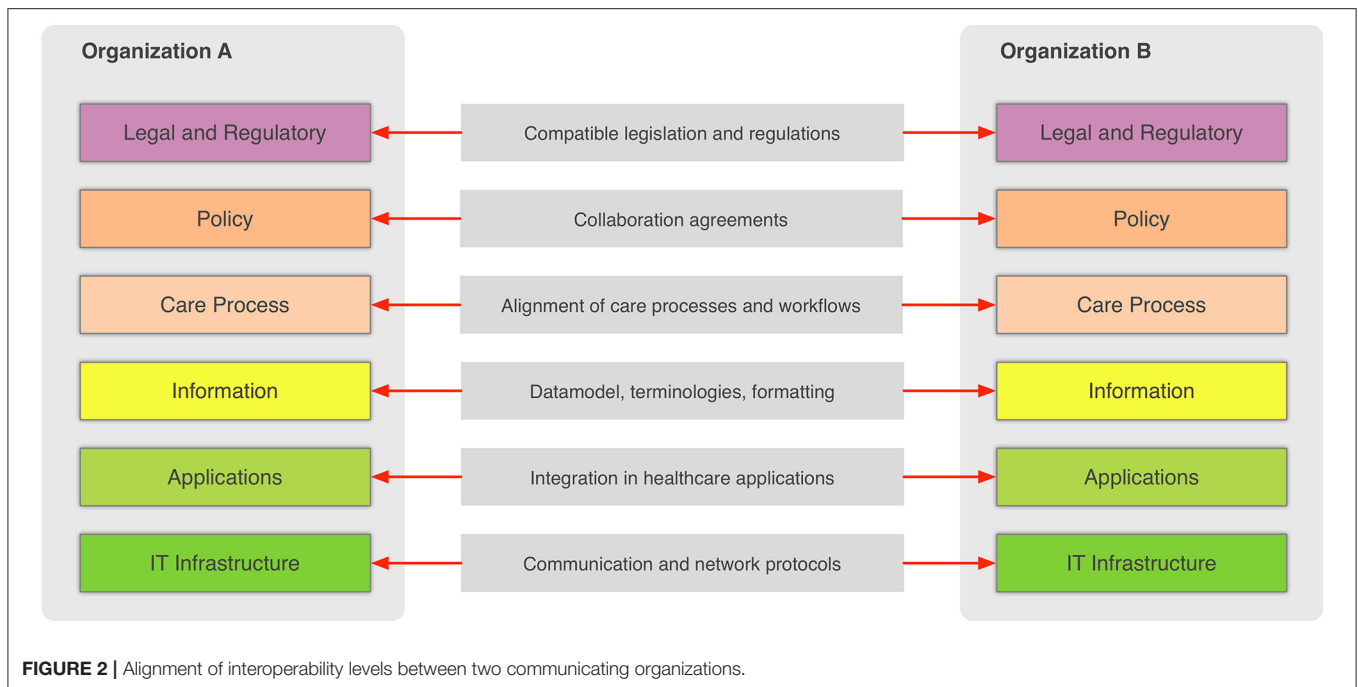 Organization A
Organization B
Legal and Regulatory
Compatible legislation and regulations
Legal and Regulatory
Policy
Collaboration agreements
Policy
Care Process
Alignment of care processes and workflows
Care Process
Information
Datamodel, terminologies, formatting
Information
Applications
Integration in healthcare applications
Applications
IT Infrastructure
Communication and network protocols
IT Infrastructure
FIGURE 2 | Alignment of interoperability levels between two communicating organizations.